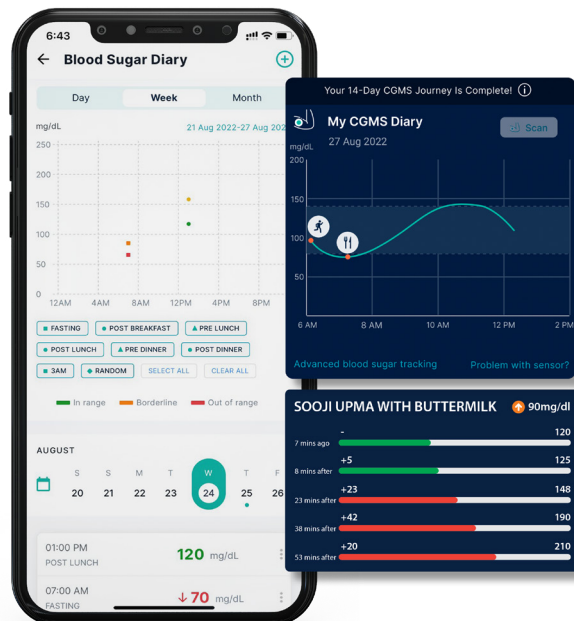 6:43
Blood Sugar Diary
Day Week Month
mg/dL 21 Aug 2022-27 Aug 202
250
200
150
100
50
0
12AM 4AM 8AM 12PM 4PM 8PM
FASTING POST BREAKFAST PRE LUNCH
POST LUNCH PRE DINNER POST DINNER
3AM RANDOM SELECT ALL CLEAR ALL
In range Borderline Out of range
AUGUST
S S M T W T F
20 21 22 23 24 25 26
01:00 PM
POST LUNCH
120 mg/dL
07:00 AM
FASTING
↓70 mg/dL
Your 14-Day CGMS Journey Is Complete!
My CGMS Diary
Scan
27 Aug 2022
mg/dL
200
150
100
50
6 AM 8 AM 10 AM 12 PM 2 PM
Advanced blood sugar tracking Problem with sensor?
SOOJI UPMA WITH BUTTERMILK 90mg/dl
- 120
7 mins ago
+5 125
8 mins after
+23 148
23 mins after
+42 190
38 mins after
+20 210
53 mins after